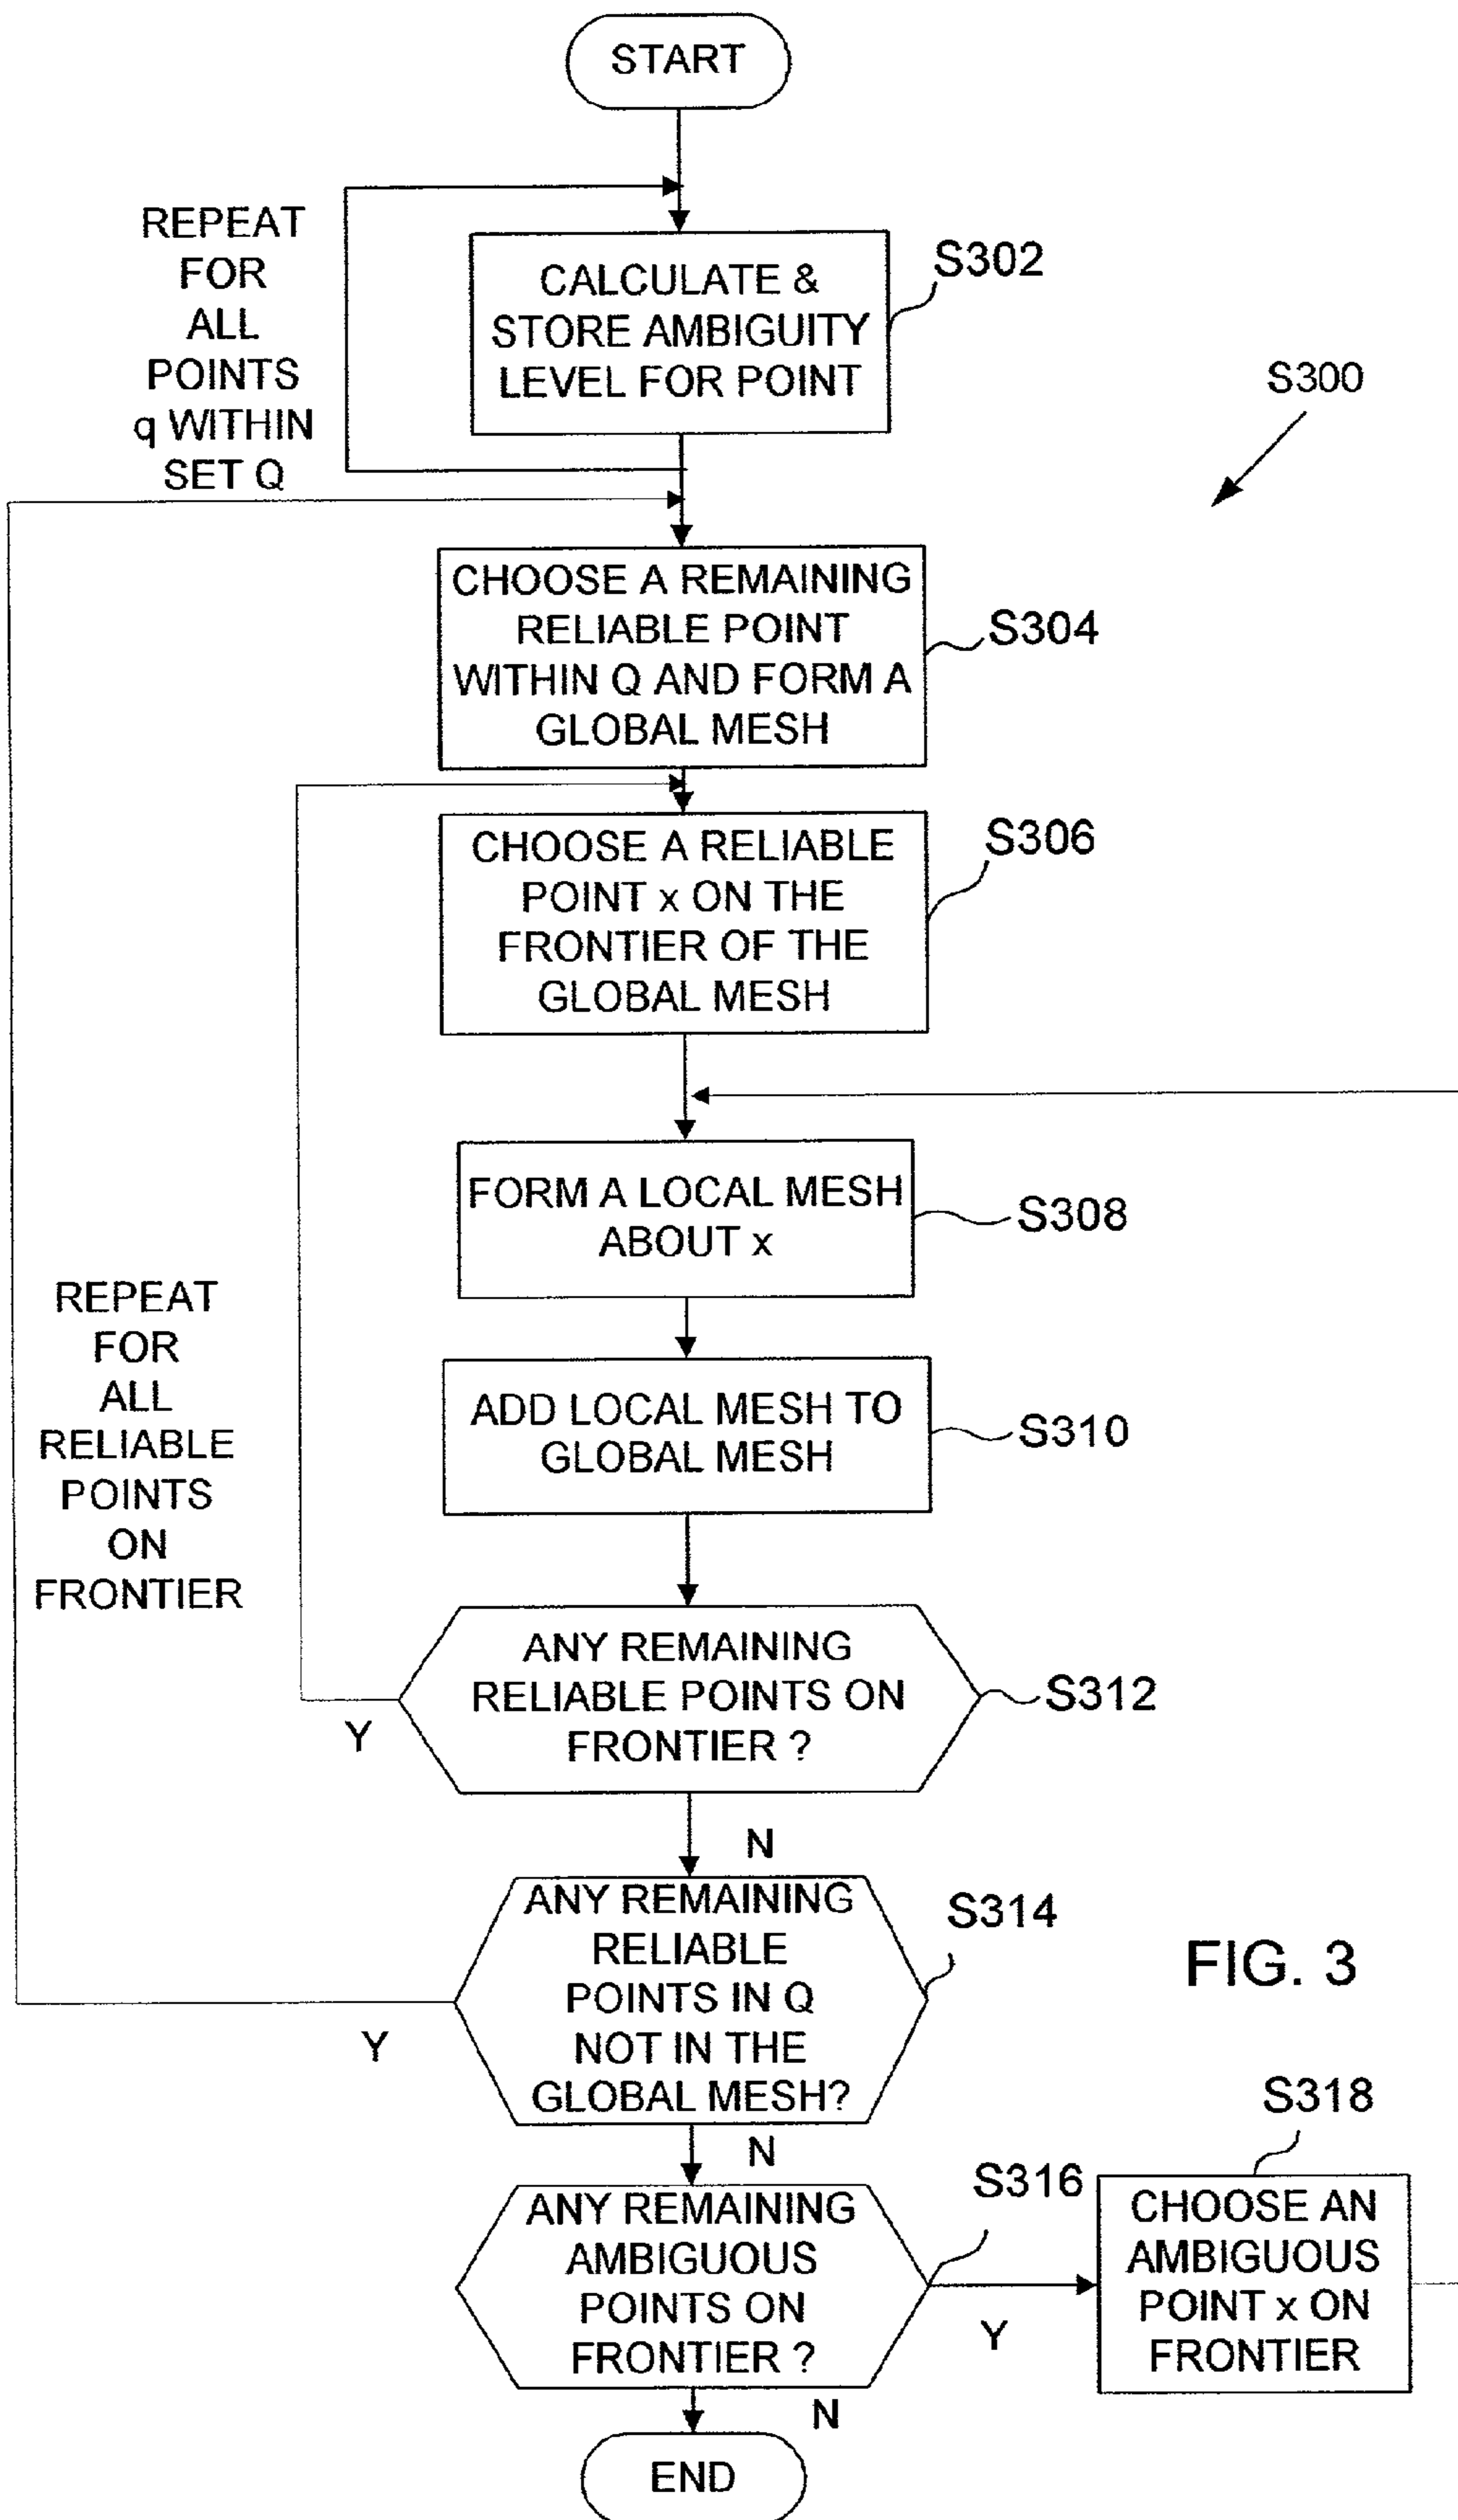 START
REPEAT
FOR
ALL
POINTS
q WITHIN
SET Q
CALCULATE &
STORE AMBIGUITY
LEVEL FOR POINT
S302
S300
CHOOSE A REMAINING
RELIABLE POINT
WITHIN Q AND FORM A
GLOBAL MESH
S304
CHOOSE A RELIABLE
POINT x ON THE
FRONTIER OF THE
GLOBAL MESH
S306
FORM A LOCAL MESH
ABOUT x
S308
REPEAT
FOR
ALL
RELIABLE
POINTS
ON
FRONTIER
ADD LOCAL MESH TO
GLOBAL MESH
S310
ANY REMAINING
RELIABLE POINTS ON
FRONTIER ?
S312
Y
N
ANY REMAINING
RELIABLE
POINTS IN Q
NOT IN THE
GLOBAL MESH?
S314
FIG. 3
Y
N
ANY REMAINING
AMBIGUOUS
POINTS ON
FRONTIER ?
S316
Y
S318
CHOOSE AN
AMBIGUOUS
POINT x ON
FRONTIER
N
END